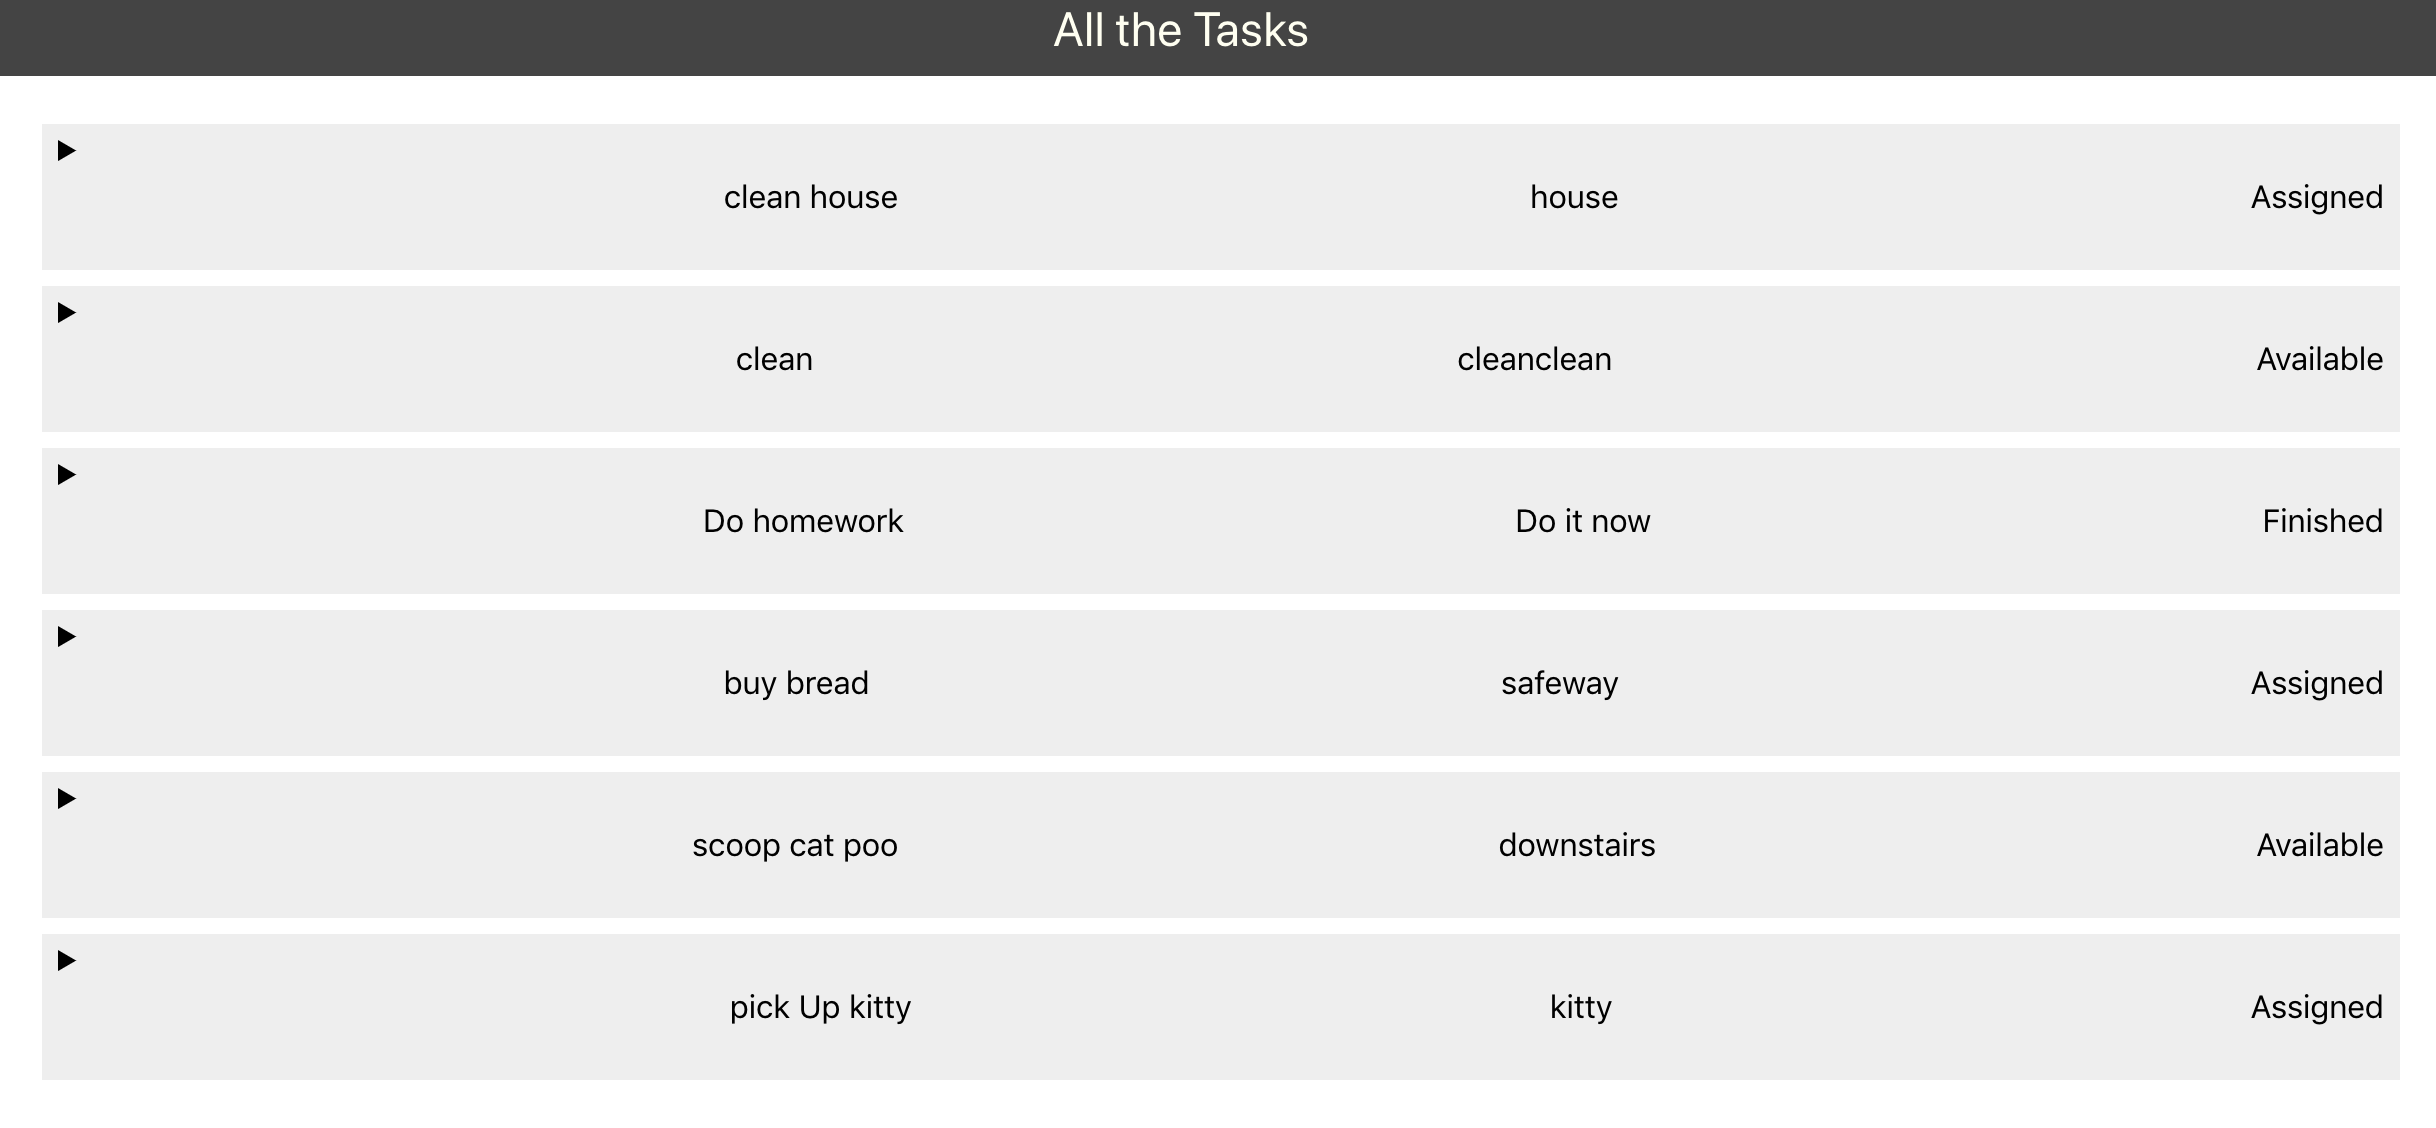 All the Tasks
clean house house Assigned
clean cleanclean Available
Do homework Do it now Finished
buy bread safeway Assigned
scoop cat poo downstairs Available
pick Up kitty kitty Assigned